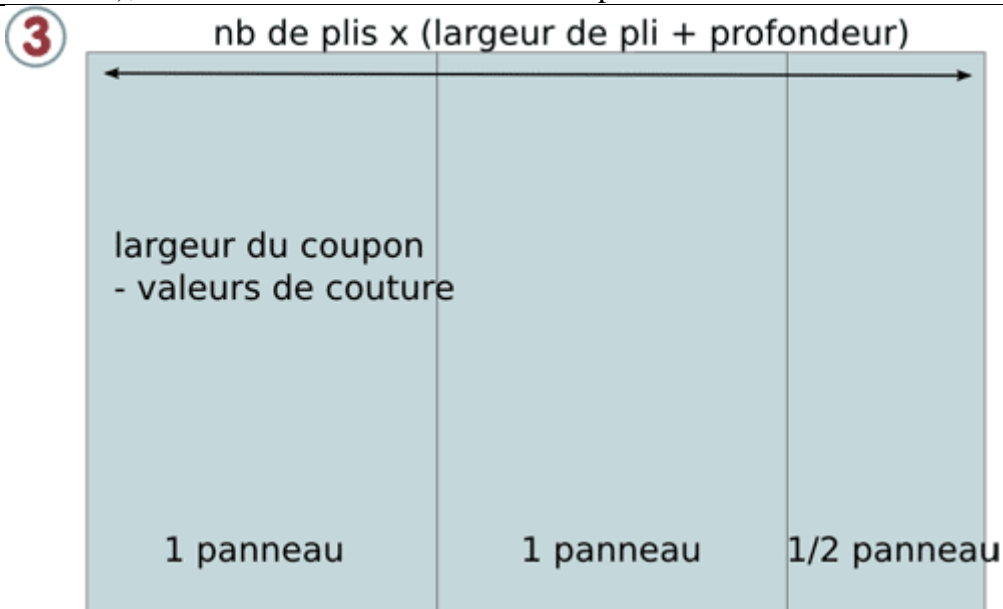 3
nb de plis x (largeur de pli + profondeur)
largeur du coupon
- valeurs de couture
1 panneau
1 panneau
1/2 panneau